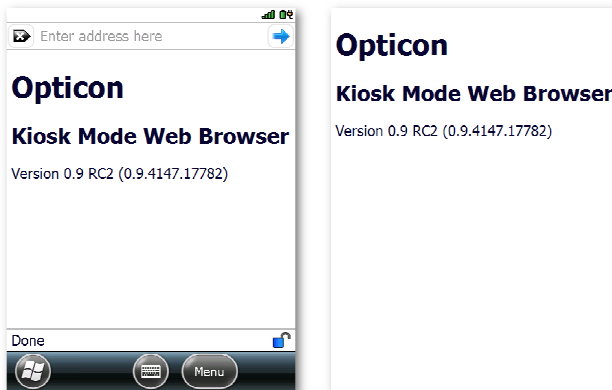 Enter address here
Opticon
Kiosk Mode Web Browser
Version 0.9 RC2 (0.9.4147.17782)
Done
Menu
Opticon
Kiosk Mode Web Browser
Version 0.9 RC2 (0.9.4147.17782)